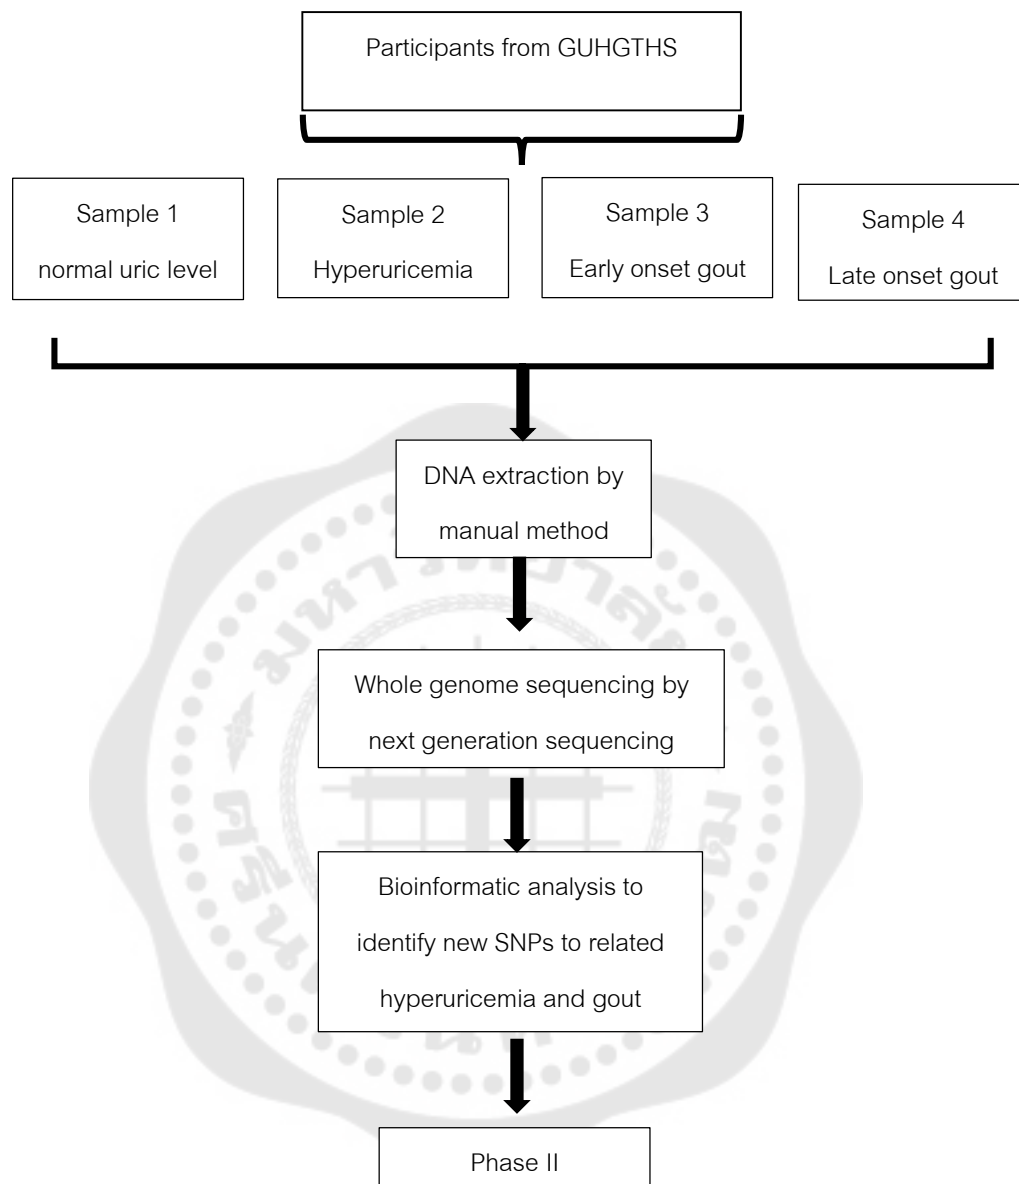 Participants from GUHGTHS
Sample 1
normal uric level
Sample 2
Hyperuricemia
Sample 3
Early onset gout
Sample 4
Late onset gout
DNA extraction by
manual method
Whole genome sequencing by
next generation sequencing
Bioinformatic analysis to
identify new SNPs to related
hyperuricemia and gout
Phase II